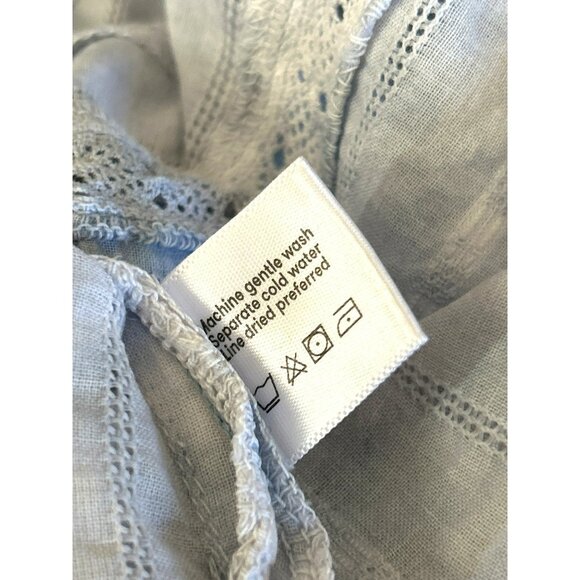 Machine gentle wash
Separate cold water
Line dried preferred